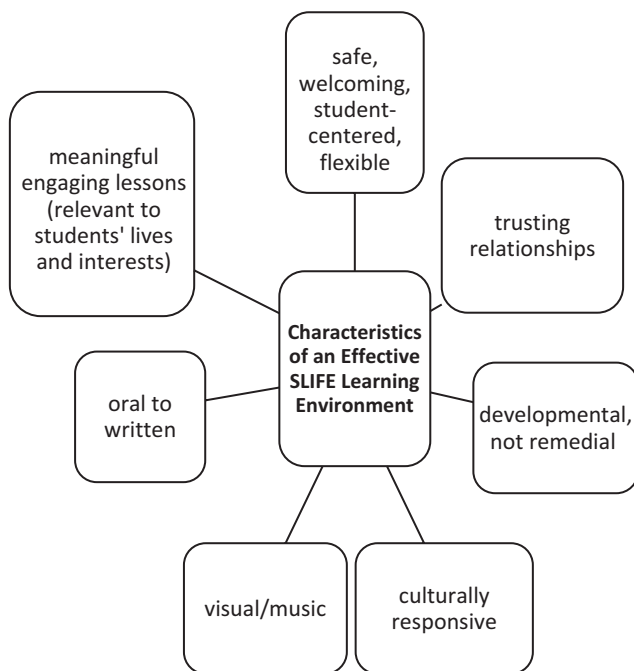 safe,
welcoming,
student-
centered,
flexible
meaningful
engaging lessons
(relevant to
students' lives
and interests)
trusting
relationships
Characteristics
of an Effective
SLIFE Learning
Environment
oral to
written
developmental,
not remedial
visual/music
culturally
responsive